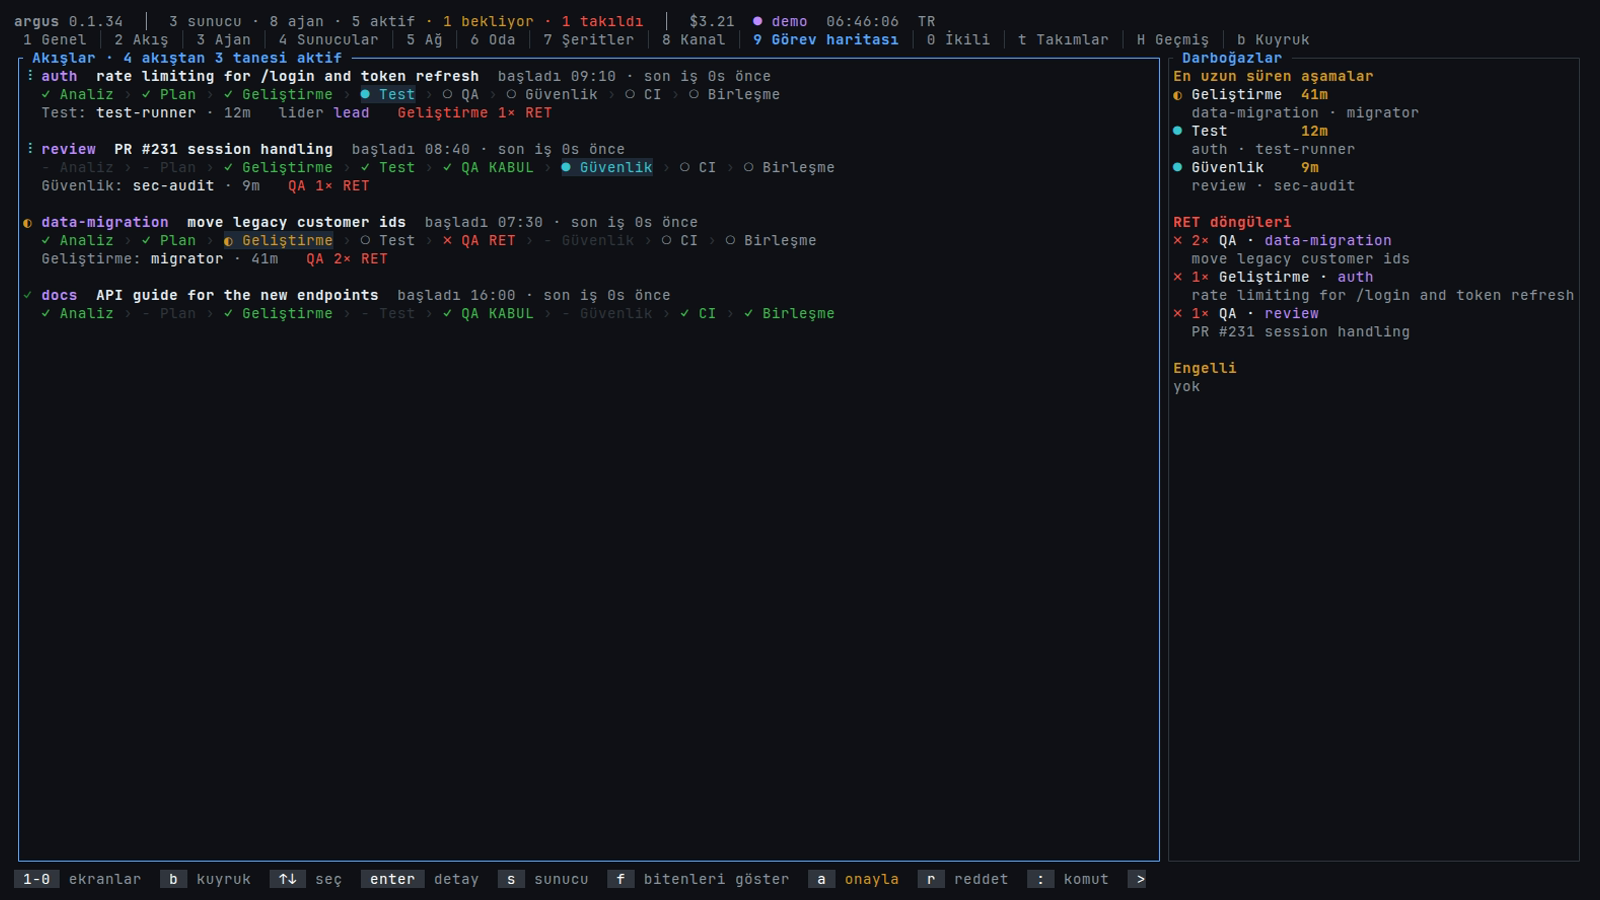 argus 0.1.34 │ 3 sunucu · 8 ajan · 5 aktif · 1 bekliyor · 1 takıldı │ $3.21 ● demo 06:46:06 TR
1 Genel │ 2 Akış │ 3 Ajan │ 4 Sunucular │ 5 Ağ │ 6 Oda │ 7 Şeritler │ 8 Kanal │ 9 Görev haritası │ 0 İkili │ t Takımlar │ H Geçmiş │ b Kuyruk
Akışlar · 4 akıştan 3 tanesi aktif
auth rate limiting for /login and token refresh başladı 09:10 · son iş 0s önce
✓ Analiz › ✓ Plan › ✓ Geliştirme › ● Test › ○ QA › ○ Güvenlik › ○ CI › ○ Birleşme
Test: test-runner · 12m lider lead Geliştirme 1× RET
review PR #231 session handling başladı 08:40 · son iş 0s önce
- Analiz › - Plan › ✓ Geliştirme › ✓ Test › ✓ QA KABUL › ● Güvenlik › ○ CI › ○ Birleşme
Güvenlik: sec-audit · 9m QA 1× RET
◐ data-migration move legacy customer ids başladı 07:30 · son iş 0s önce
✓ Analiz › ✓ Plan › ◐ Geliştirme › ○ Test › ✕ QA RET › - Güvenlik › ○ CI › ○ Birleşme
Geliştirme: migrator · 41m QA 2× RET
✓ docs API guide for the new endpoints başladı 16:00 · son iş 0s önce
✓ Analiz › - Plan › ✓ Geliştirme › - Test › ✓ QA KABUL › - Güvenlik › ✓ CI › ✓ Birleşme
Darboğazlar
En uzun süren aşamalar
◐ Geliştirme 41m
data-migration · migrator
● Test 12m
auth · test-runner
● Güvenlik 9m
review · sec-audit
RET döngüleri
✕ 2× QA · data-migration
move legacy customer ids
✕ 1× Geliştirme · auth
rate limiting for /login and token refresh
✕ 1× QA · review
PR #231 session handling
Engelli
yok
1-0 ekranlar b kuyruk ↑↓ seç enter detay s sunucu f bitenleri göster a onayla r reddet : komut >